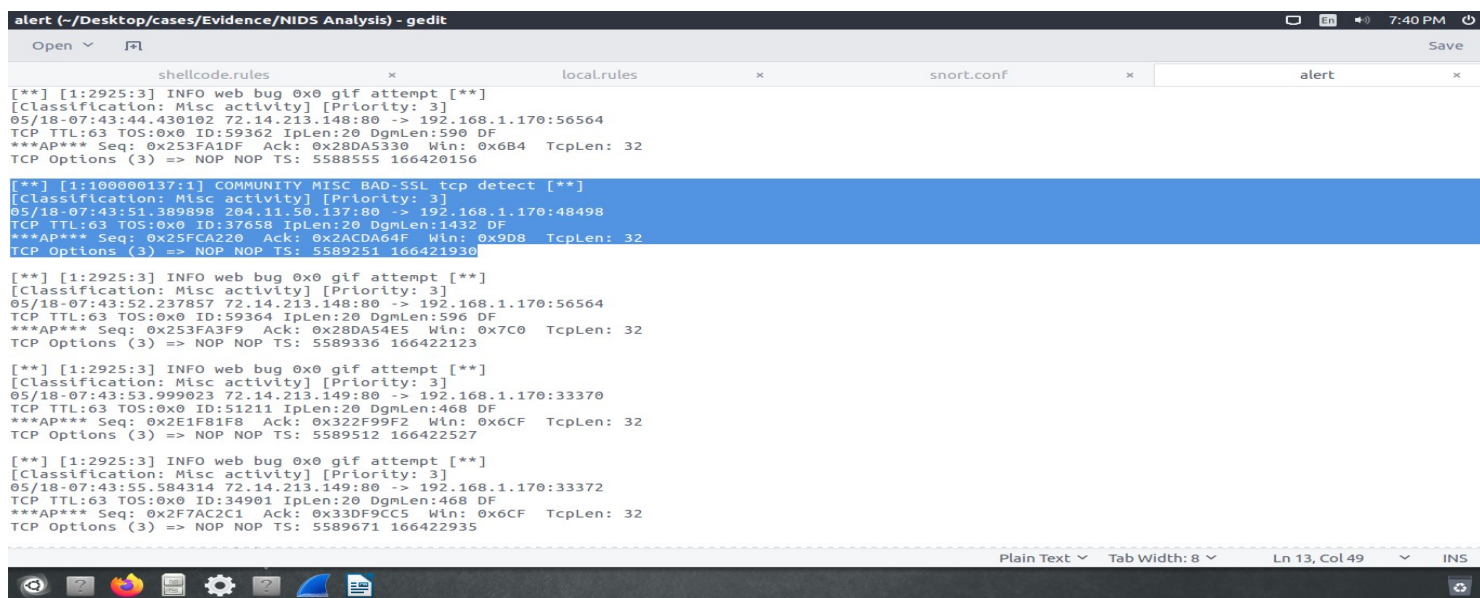 alert (~/Desktop/cases/Evidence/NIDS Analysis) - gedit
En
7:40 PM
Open
Save
shellcode.rules
local.rules
snort.conf
alert
[**] [1:2925:3] INFO web bug 0x0 gif attempt [**]
[Classification: Misc activity] [Priority: 3]
05/18-07:43:44.430102 72.14.213.148:80 -> 192.168.1.170:56564
TCP TTL:63 TOS:0x0 ID:59362 IpLen:20 DgmLen:590 DF
***AP*** Seq: 0x253FA1DF  Ack: 0x28DA5330  Win: 0x6B4  TcpLen: 32
TCP Options (3) => NOP NOP TS: 5588555 166420156
[**] [1:100000137:1] COMMUNITY MISC BAD-SSL tcp detect [**]
[Classification: Misc activity] [Priority: 3]
05/18-07:43:51.389898 204.11.50.137:80 -> 192.168.1.170:48498
TCP TTL:63 TOS:0x0 ID:37658 IpLen:20 DgmLen:1432 DF
***AP*** Seq: 0x25FCA220  Ack: 0x2ACDA64F  Win: 0x9D8  TcpLen: 32
TCP Options (3) => NOP NOP TS: 5589251 166421930
[**] [1:2925:3] INFO web bug 0x0 gif attempt [**]
[Classification: Misc activity] [Priority: 3]
05/18-07:43:52.237857 72.14.213.148:80 -> 192.168.1.170:56564
TCP TTL:63 TOS:0x0 ID:59364 IpLen:20 DgmLen:596 DF
***AP*** Seq: 0x253FA3F9  Ack: 0x28DA54E5  Win: 0x7C0  TcpLen: 32
TCP Options (3) => NOP NOP TS: 5589336 166422123
[**] [1:2925:3] INFO web bug 0x0 gif attempt [**]
[Classification: Misc activity] [Priority: 3]
05/18-07:43:53.999023 72.14.213.149:80 -> 192.168.1.170:33370
TCP TTL:63 TOS:0x0 ID:51211 IpLen:20 DgmLen:468 DF
***AP*** Seq: 0x2E1F81F8  Ack: 0x322F99F2  Win: 0x6CF  TcpLen: 32
TCP Options (3) => NOP NOP TS: 5589512 166422527
[**] [1:2925:3] INFO web bug 0x0 gif attempt [**]
[Classification: Misc activity] [Priority: 3]
05/18-07:43:55.584314 72.14.213.149:80 -> 192.168.1.170:33372
TCP TTL:63 TOS:0x0 ID:34901 IpLen:20 DgmLen:468 DF
***AP*** Seq: 0x2F7AC2C1  Ack: 0x33DF9CC5  Win: 0x6CF  TcpLen: 32
TCP Options (3) => NOP NOP TS: 5589671 166422935
Plain Text
Tab Width: 8
Ln 13, Col 49
INS